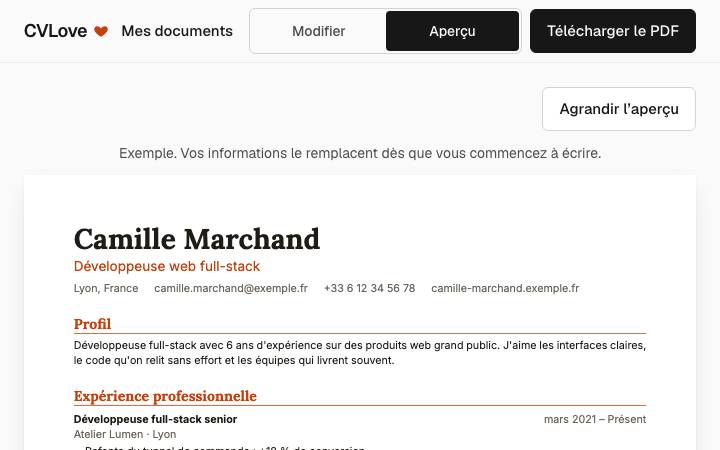 CVLove Mes documents Modifier Aperçu Télécharger le PDF
Agrandir l'aperçu
Exemple. Vos informations le remplacent dès que vous commencez à écrire.
Camille Marchand
Développeuse web full-stack
Lyon, France camille.marchand@exemple.fr +33 6 12 34 56 78 camille-marchand.exemple.fr
Profil
Développeuse full-stack avec 6 ans d'expérience sur des produits web grand public. J'aime les interfaces claires,
le code qu'on relit sans effort et les équipes qui livrent souvent.
Expérience professionnelle
Développeuse full-stack senior mars 2021 – Présent
Atelier Lumen · Lyon